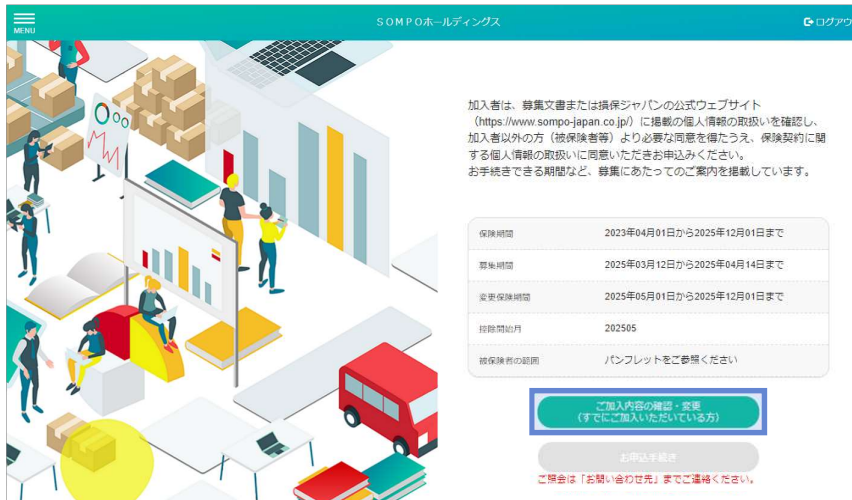 MENU
SOMPOホールディングス
ログアウ
加入者は、募集文書または損保ジャパンの公式ウェブサイト
(https://www.sompo-japan.co.jp/)に掲載の個人情報の取扱いを確認し、
加入者以外の方(被保険者等)より必要な同意を得たうえ、保険契約に関
する個人情報の取扱いに同意いただきお申込みください。
お手続きできる期間など、募集にあたってのご案内を掲載しています。
保険期間 2023年04月01日から2025年12月01日まで
募集期間 2025年03月12日から2025年04月14日まで
変更保険期間 2025年05月01日から2025年12月01日まで
控除開始月 202505
被保険者の範囲 パンフレットをご参照ください
ご加入内容の確認・変更
(すでにご加入いただいている方)
お申込手続き
ご照会は「お問い合わせ先」までご連絡ください。